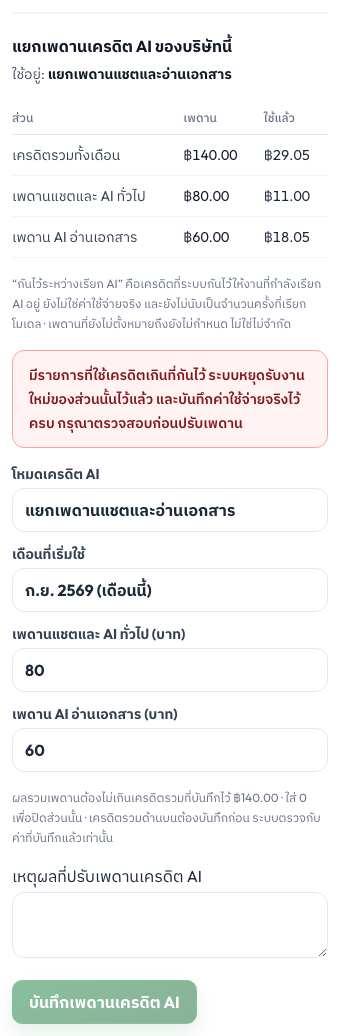 แยกเพดานเครดิต AI ของบริษัทนี้
ใช้อยู่: แยกเพดานแชตและอ่านเอกสาร
ส่วน เพดาน ใช้แล้ว
เครดิตรวมทั้งเดือน ฿140.00 ฿29.05
เพดานแชตและ AI ทั่วไป ฿80.00 ฿11.00
เพดาน AI อ่านเอกสาร ฿60.00 ฿18.05
“กันไว้ระหว่างเรียก AI” คือเครดิตที่ระบบกันไว้ให้งานที่กำลังเรียก
AI อยู่ ยังไม่ใช่ค่าใช้จ่ายจริง และยังไม่นับเป็นจำนวนครั้งที่เรียก
โมเดล · เพดานที่ยังไม่ตั้งหมายถึงยังไม่กำหนด ไม่ใช่ไม่จำกัด
มีรายการที่ใช้เครดิตเกินที่กันไว้ ระบบหยุดรับงาน
ใหม่ของส่วนนั้นไว้แล้ว และบันทึกค่าใช้จ่ายจริงไว้
ครบ กรุณาตรวจสอบก่อนปรับเพดาน
โหมดเครดิต AI
แยกเพดานแชตและอ่านเอกสาร
เดือนที่เริ่มใช้
ก.ย. 2569 (เดือนนี้)
เพดานแชตและ AI ทั่วไป (บาท)
80
เพดาน AI อ่านเอกสาร (บาท)
60
ผลรวมเพดานต้องไม่เกินเครดิตรวมที่บันทึกไว้ ฿140.00 · ใส่ 0
เพื่อปิดส่วนนั้น · เครดิตรวมด้านบนต้องบันทึกก่อน ระบบตรวจกับ
ค่าที่บันทึกแล้วเท่านั้น
เหตุผลที่ปรับเพดานเครดิต AI
บันทึกเพดานเครดิต AI